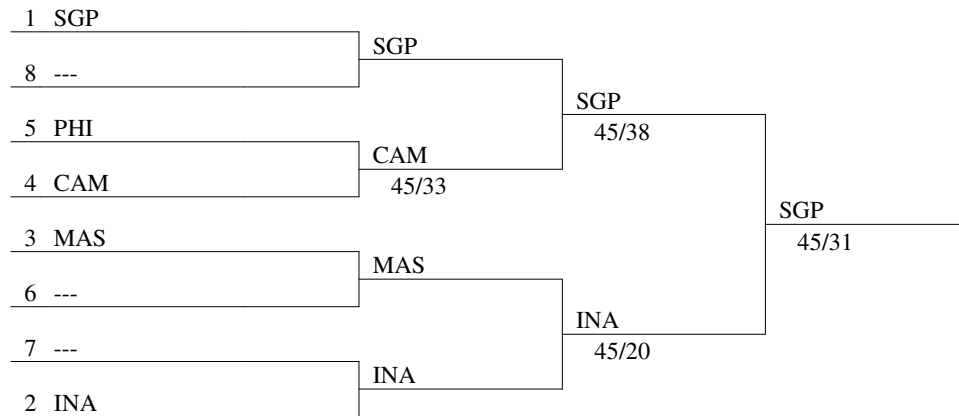 1 SGP
SGP
8 ---
SGP
45/38
5 PHI
CAM
45/33
4 CAM
SGP
45/31
3 MAS
MAS
6 ---
INA
45/20
7 ---
INA
2 INA